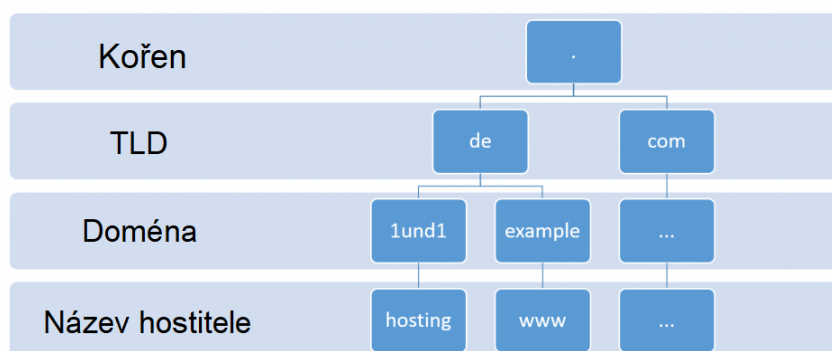 Kořen
.
TLD
de
com
Doména
1und1
example
...
Název hostitele
hosting
www
...